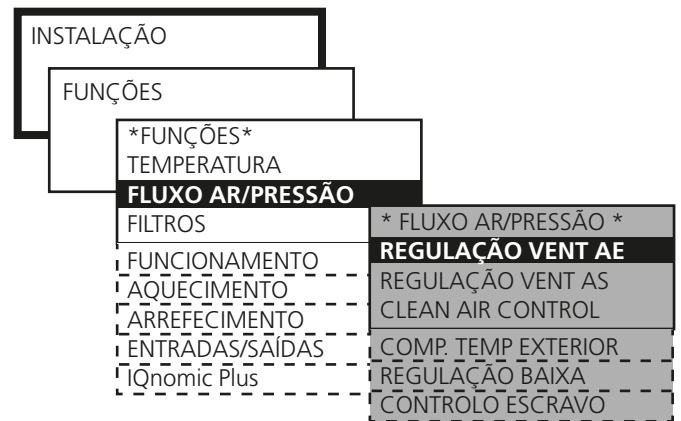 INSTALAÇÃO
FUNÇÕES
*FUNÇÕES*
TEMPERATURA
FLUXO AR/PRESSÃO
FILTROS
FUNCIONAMENTO
AQUECIMENTO
ARREFECIMENTO
ENTRADAS/SAÍDAS
IQnomic Plus
* FLUXO AR/PRESSÃO *
REGULAÇÃO VENT AE
REGULAÇÃO VENT AS
CLEAN AIR CONTROL
COMP. TEMP EXTERIOR
REGULAÇÃO BAIXA
CONTROLO ESCRAVO